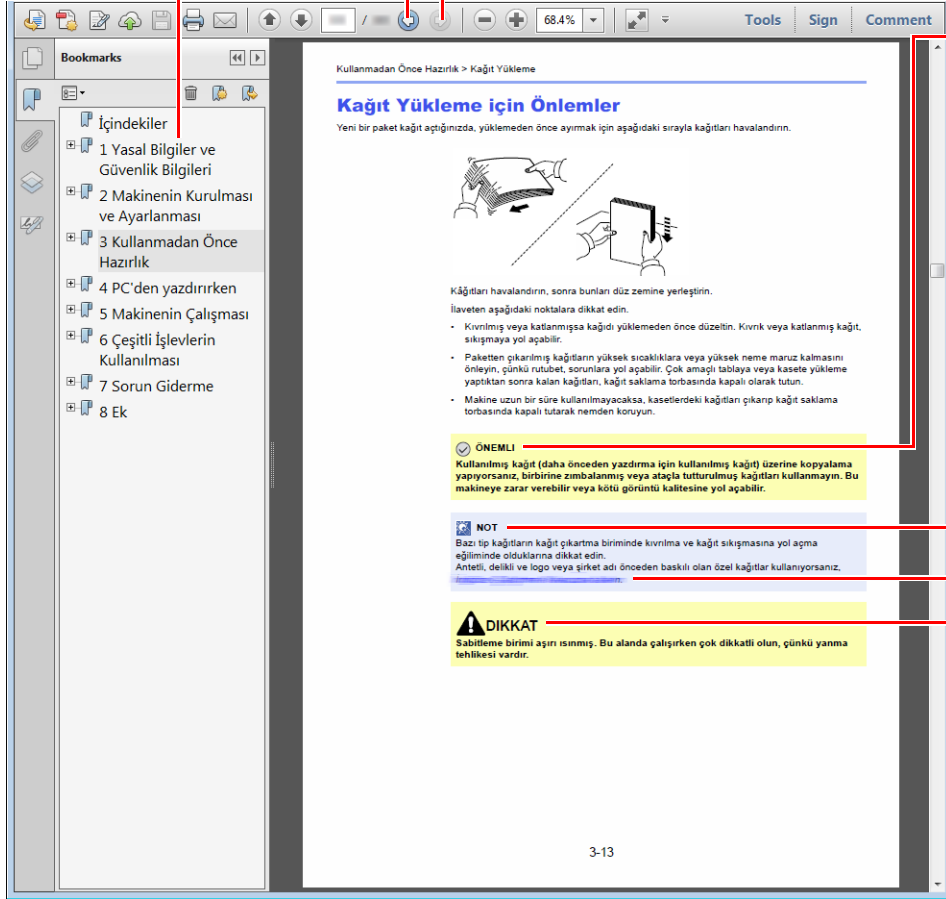 /
68.4%
Tools
Sign
Comment
Bookmarks
İçindekiler
1 Yasal Bilgiler ve
Güvenlik Bilgileri
2 Makinenin Kurulması
ve Ayarlanması
3 Kullanmadan Önce
Hazırlık
4 PC'den yazdırırken
5 Makinenin Çalışması
6 Çeşitli İşlevlerin
Kullanılması
7 Sorun Giderme
8 Ek
Kullanmadan Önce Hazırlık > Kağıt Yükleme
Kağıt Yükleme için Önlemler
Yeni bir paket kağıt açtığınızda, yüklemeden önce ayırmak için aşağıdaki sırayla kağıtları havalandırın.
Kâğıtları havalandırın, sonra bunları düz zemine yerleştirin.
İlaveten aşağıdaki noktalara dikkat edin.
- Kıvrılmış veya katlanmışsa kağıdı yüklemeden önce düzeltin. Kıvrık veya katlanmış kağıt,
sıkışmaya yol açabilir.
- Paketten çıkarılmış kağıtların yüksek sıcaklıklara veya yüksek neme maruz kalmasını
önleyin, çünkü rutubet, sorunlara yol açabilir. Çok amaçlı tablaya veya kasete yükleme
yaptıktan sonra kalan kağıtları, kağıt saklama torbasında kapalı olarak tutun.
- Makine uzun bir süre kullanılmayacaksa, kasetlerdeki kağıtları çıkarıp kağıt saklama
torbasında kapalı tutarak nemden koruyun.
ÖNEMLI
Kullanılmış kağıt (daha önceden yazdırma için kullanılmış kağıt) üzerine kopyalama
yapıyorsanız, birbirine zımbalanmış veya ataçla tutturulmuş kağıtları kullanmayın. Bu
makineye zarar verebilir veya kötü görüntü kalitesine yol açabilir.
NOT
Bazı tip kağıtların kağıt çıkartma biriminde kıvrılma ve kağıt sıkışmasına yol açma
eğiliminde olduklarına dikkat edin.
Antetli, delikli ve logo veya şirket adı önceden baskılı olan özel kağıtlar kullanıyorsanız,
DIKKAT
Sabitleme birimi aşırı ısınmış. Bu alanda çalışırken çok dikkatli olun, çünkü yanma
tehlikesi vardır.
3-13